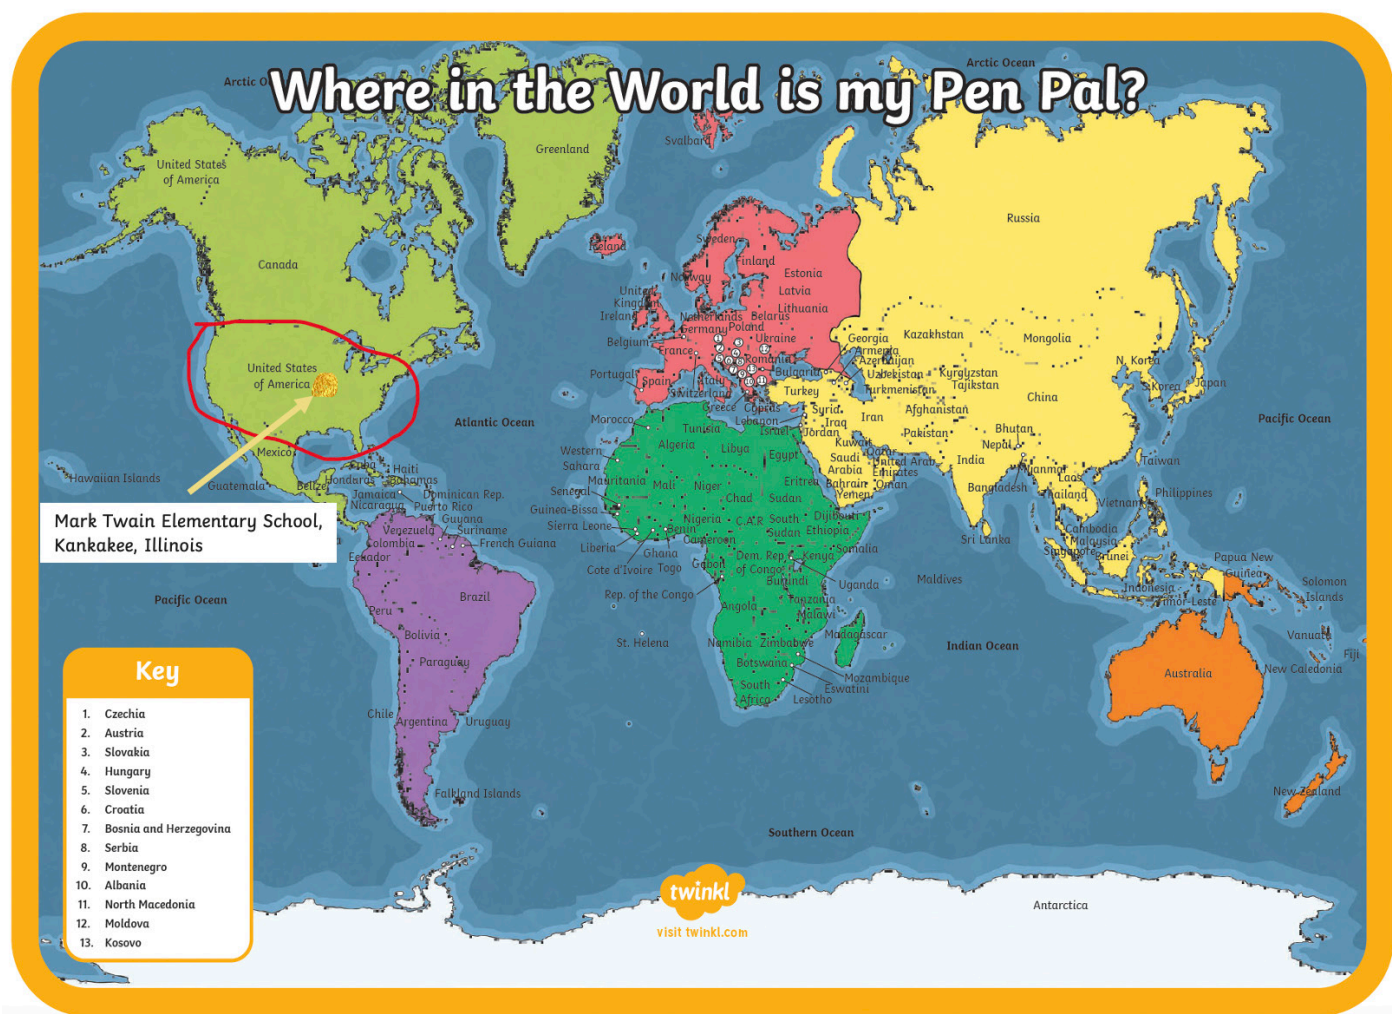 Where in the World is my Pen Pal?
Arctic O
Arctic Ocean
Svalbard
Greenland
United States
of America
Russia
Canada
Iceland
Sweden
Finland
Norway
Estonia
Latvia
Lithuania
United
Kingdom
Ireland
Netherlands
Belarus
Germany
Poland
Ukraine
Belgium
France
Romania
Bulgaria
Portugal
Spain
Italy
Switzerland
Greece
Cyprus
Georgia
Armenia
Azerbaijan
Uzbekistan
Turkmenistan
Kazakhstan
Kyrgyzstan
Tajikstan
Mongolia
N. Korea
S.Korea
Japan
China
Turkey
Syria
Lebanon
Israel
Iraq
Jordan
Iran
Afghanistan
Pakistan
Kuwait
Qatar
Saudi
Arabia
United Arab
Emirates
Bahrain
Oman
Yemen
Bhutan
Nepal
India
Bangladesh
Myanmar
Laos
Thailand
Vietnam
Taiwan
Philippines
Cambodia
Malaysia
Singapore
Brunei
Sri Lanka
Indonesia
Timor-Leste
Papua New
Guinea
Solomon
Islands
Vanuatu
Fiji
New Caledonia
Australia
New Zealand
Pacific Ocean
United States
of America
Atlantic Ocean
Mexico
Hawaiian Islands
Guatemala
Belize
Cuba
Honduras
Haiti
Bahamas
Jamaica
Nicaragua
Dominican Rep.
Puerto Rico
Guyana
Suriname
French Guiana
Venezuela
Colombia
Ecuador
Peru
Brazil
Bolivia
Paraguay
Chile
Argentina
Uruguay
Falkland Islands
Mark Twain Elementary School,
Kankakee, Illinois
Pacific Ocean
Morocco
Tunisia
Algeria
Libya
Egypt
Western
Sahara
Mauritania
Mali
Niger
Chad
Sudan
Eritrea
Senegal
Guinea-Bissa
Sierra Leone
Liberia
Cote d'Ivoire
Ghana
Togo
Benin
Nigeria
Cameroon
C.A.R
South
Sudan
Djibouti
Ethiopia
Somalia
Gabon
Dem. Rep.
of Congo
Kenya
Uganda
Burundi
Rep. of the Congo
Tanzania
Angola
Malawi
Maldives
St. Helena
Namibia
Zimbabwe
Madagascar
Botswana
Mozambique
Eswatini
South
Africa
Lesotho
Indian Ocean
Southern Ocean
Antarctica
Key
1. Czechia
2. Austria
3. Slovakia
4. Hungary
5. Slovenia
6. Croatia
7. Bosnia and Herzegovina
8. Serbia
9. Montenegro
10. Albania
11. North Macedonia
12. Moldova
13. Kosovo
twinkl
visit twinkl.com